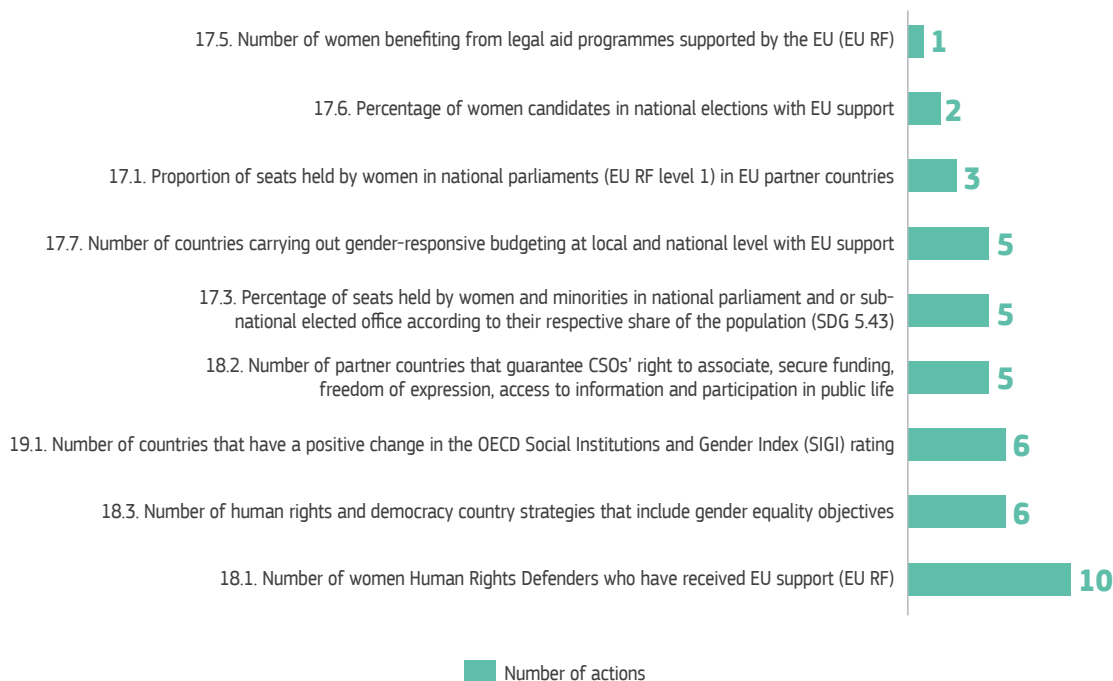 17.5. Number of women benefiting from legal aid programmes supported by the EU (EU RF)
1
17.6. Percentage of women candidates in national elections with EU support
2
17.1. Proportion of seats held by women in national parliaments (EU RF level 1) in EU partner countries
3
17.7. Number of countries carrying out gender-responsive budgeting at local and national level with EU support
5
17.3. Percentage of seats held by women and minorities in national parliament and or sub-
national elected office according to their respective share of the population (SDG 5.43)
5
18.2. Number of partner countries that guarantee CSOs’ right to associate, secure funding,
freedom of expression, access to information and participation in public life
5
19.1. Number of countries that have a positive change in the OECD Social Institutions and Gender Index (SIGI) rating
6
18.3. Number of human rights and democracy country strategies that include gender equality objectives
6
18.1. Number of women Human Rights Defenders who have received EU support (EU RF)
10
Number of actions